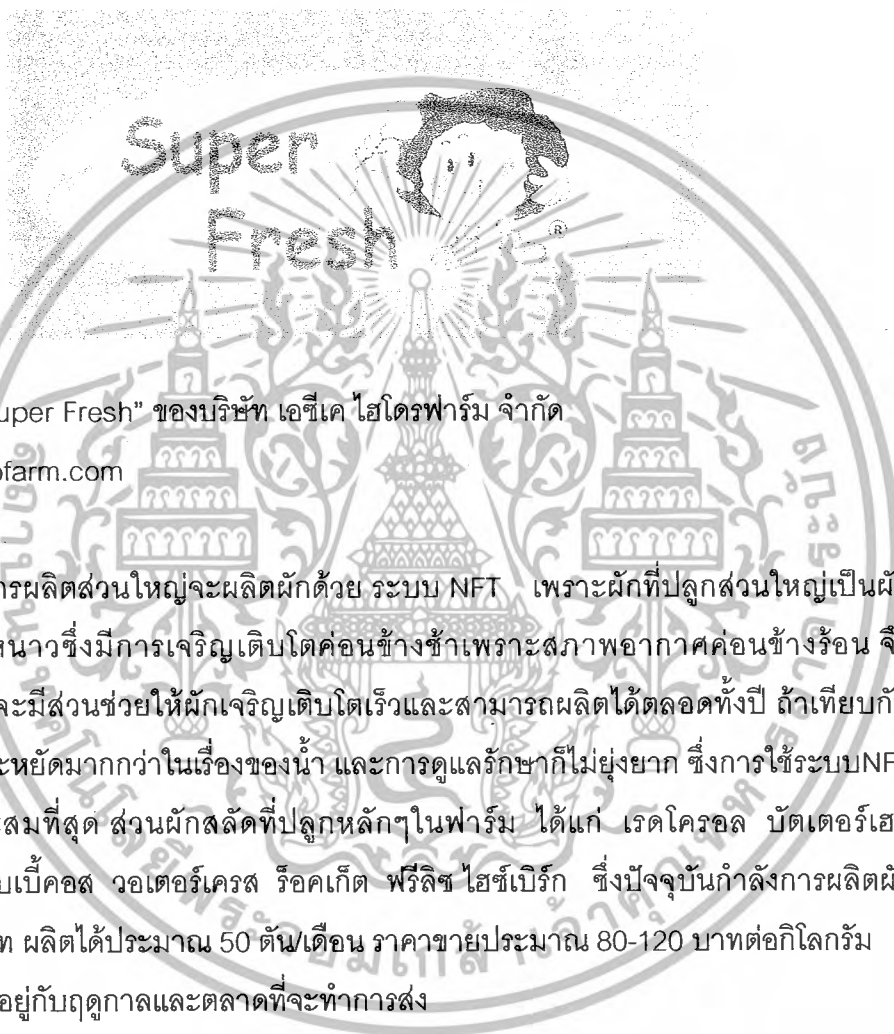 Super
Fresh
®
uper Fresh" ของบริษัท เอซีเค ไฮโดรฟาร์ม จำกัด
ofarm.com
ารผลิตส่วนใหญ่จะผลิตผักด้วย ระบบ NFT เพราะผักที่ปลูกส่วนใหญ่เป็นผั
หนาวซึ่งมีการเจริญเติบโตค่อนข้างช้าเพราะสภาพอากาศค่อนข้างร้อน จึ
จะมีส่วนช่วยให้ผักเจริญเติบโตเร็วและสามารถผลิตได้ตลอดทั้งปี ถ้าเทียบกั
ะหยัดมากกว่าในเรื่องของน้ำ และการดูแลรักษาก็ไม่ยุ่งยาก ซึ่งการใช้ระบบNF
ะสมที่สุด ส่วนผักสลัดที่ปลูกหลักๆในฟาร์ม ได้แก่ เรดโครอล บัตเตอร์เฮ
บเบี้คอส วอเตอร์เครส ร็อคเก็ต ฟรีลิซ ไฮซ์เบิร์ก ซึ่งปัจจุบันกำลังการผลิตผั
ท ผลิตได้ประมาณ 50 ตัน/เดือน ราคาขายประมาณ 80-120 บาทต่อกิโลกรัม
อยู่กับฤดูกาลและตลาดที่จะทำการส่ง